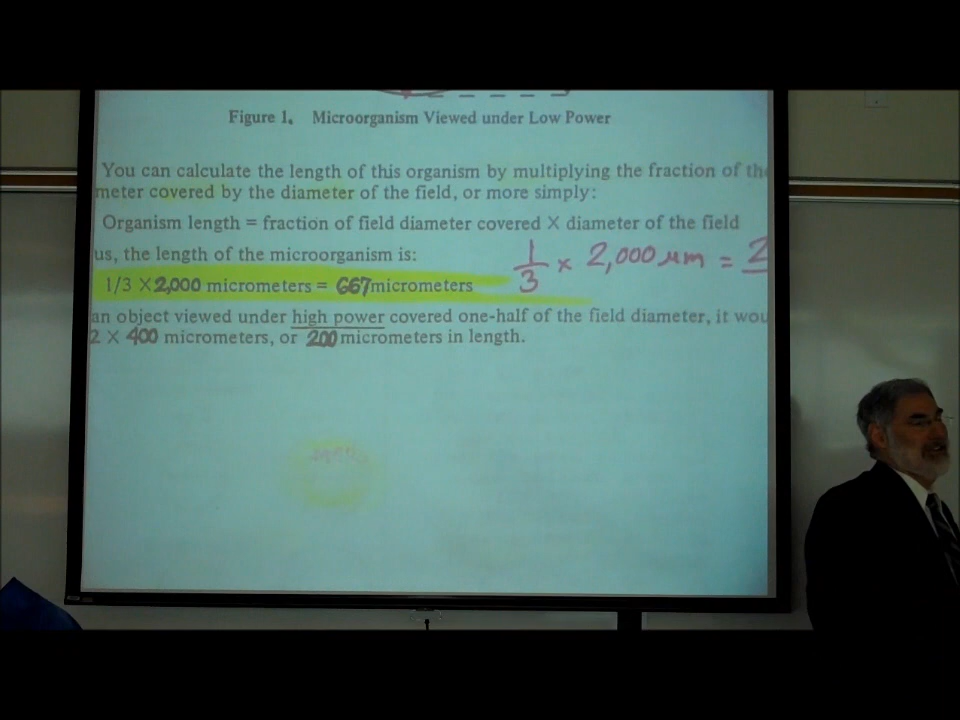 Figure 1. Microorganism Viewed under Low Power
You can calculate the length of this organism by multiplying the fraction of the
meter covered by the diameter of the field, or more simply:
Organism length = fraction of field diameter covered X diameter of the field
us, the length of the microorganism is:
1/3 × 2,000 μm = 2
1/3 X 2,000 micrometers = 667 micrometers
an object viewed under high power covered one-half of the field diameter, it wou
2 X 400 micrometers, or 200 micrometers in length.